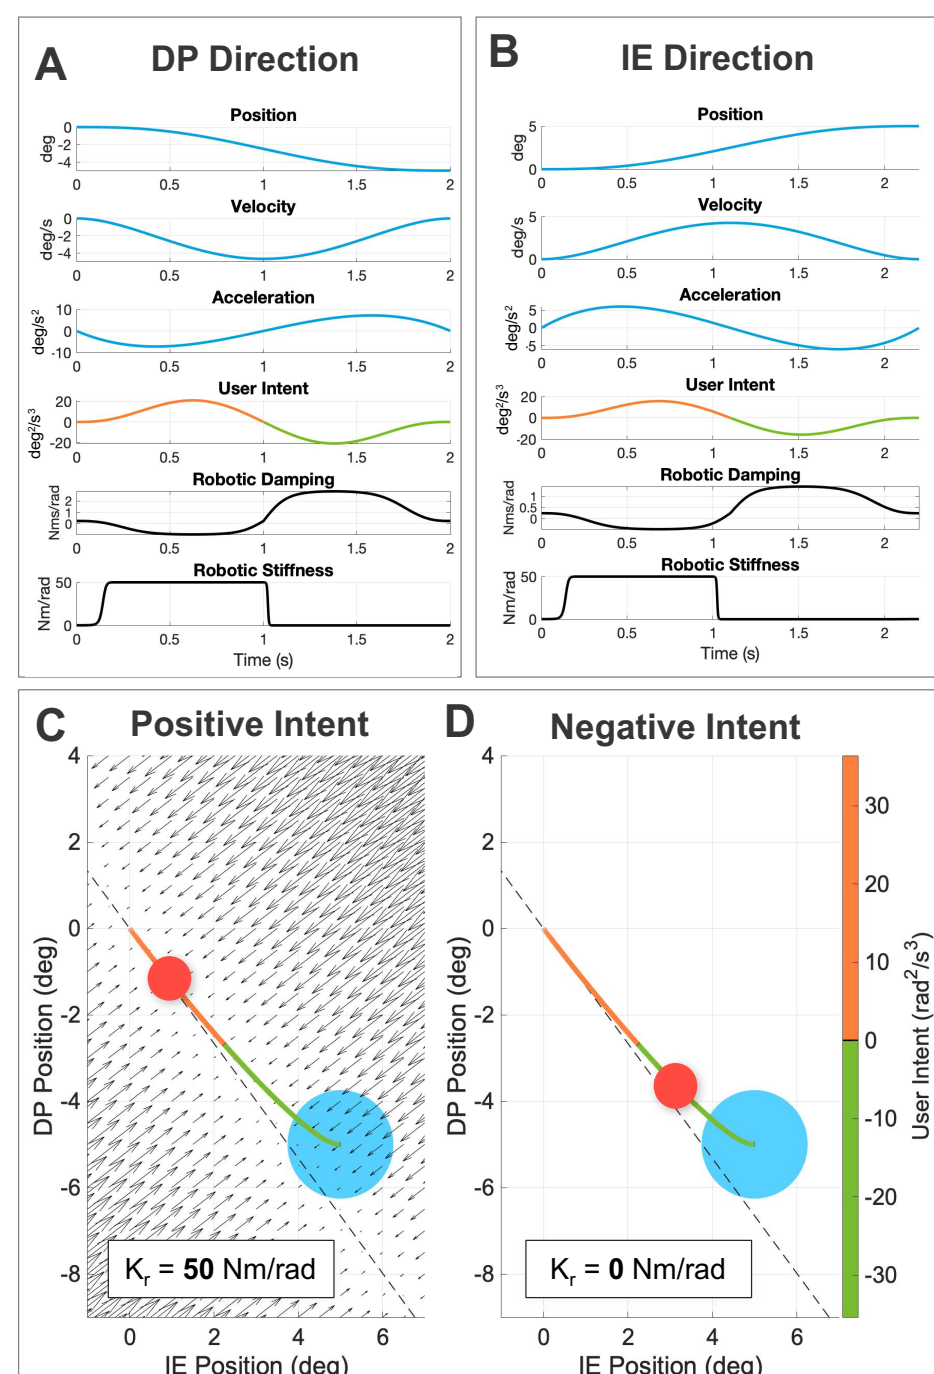 A DP Direction
Position
deg
0
-2
-4
0 0.5 1 1.5 2
Velocity
deg/s
0
-2
-4
0 0.5 1 1.5 2
Acceleration
deg/s²
10
0
-10
0 0.5 1 1.5 2
User Intent
deg²/s³
20
0
-20
0 0.5 1 1.5 2
Robotic Damping
Nms/rad
2
1
0
0 0.5 1 1.5 2
Robotic Stiffness
Nm/rad
50
0
0 0.5 1 1.5 2
Time (s)
B IE Direction
Position
deg
5
0
0 0.5 1 1.5 2
Velocity
deg/s
5
0
0 0.5 1 1.5 2
Acceleration
deg/s²
5
0
-5
0 0.5 1 1.5 2
User Intent
deg²/s³
20
0
-20
0 0.5 1 1.5 2
Robotic Damping
Nms/rad
1
0.5
0
0 0.5 1 1.5 2
Robotic Stiffness
Nm/rad
50
0
0 0.5 1 1.5 2
Time (s)
C Positive Intent
DP Position (deg)
4
2
0
-2
-4
-6
-8
Kᵣ = 50 Nm/rad
0 2 4 6
IE Position (deg)
D Negative Intent
DP Position (deg)
4
2
0
-2
-4
-6
-8
Kᵣ = 0 Nm/rad
0 2 4 6
IE Position (deg)
30
20
10
0
-10
-20
-30
User Intent (rad²/s³)